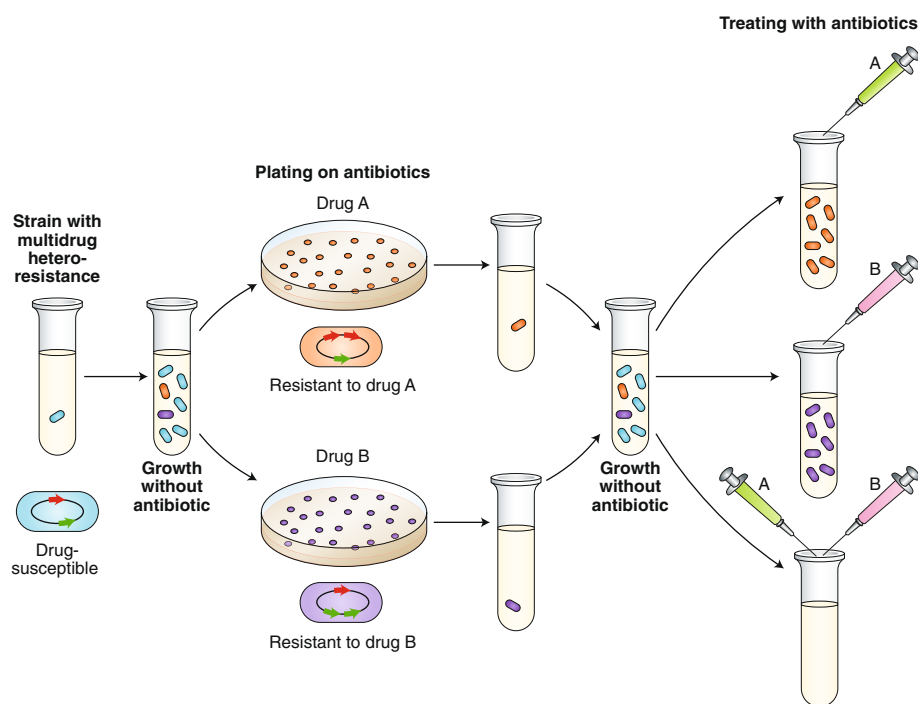 Treating with antibiotics
A
Plating on antibiotics
Drug A
Strain with
multidrug
hetero-
resistance
B
Resistant to drug A
Drug B
Growth
without
antibiotic
Growth
without
antibiotic
A
B
Drug-
susceptible
Resistant to drug B